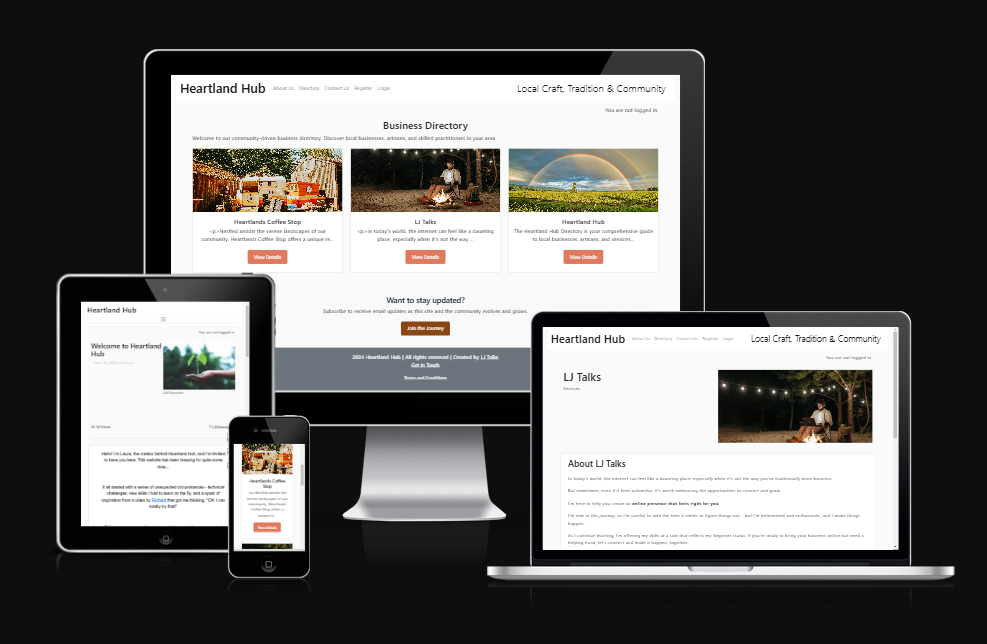 Heartland Hub About Us Directory Contact Us Register Login Local Craft, Tradition & Community
You are not logged in
Business Directory
Welcome to our community-driven business directory. Discover local businesses, artisans, and skilled practitioners in your area.
Heartlands Coffee Stop
<p>Nestled amidst the serene landscapes of our
community, Heartlands Coffee Stop offers a unique re...
View Details
LJ Talks
<p>In today's world, the internet can feel like a daunting
place, especially when it's not the way ...
View Details
Heartland Hub
The Heartland Hub Directory is your comprehensive guide
to local businesses, artisans, and services...
View Details
Want to stay updated?
Subscribe to receive email updates as this site and the community evolves and grows.
Join the Journey
2024 Heartland Hub | All rights reserved | Created by LJ Talks
Get in Touch
Terms and Conditions
Heartland Hub
You are not logged in
Welcome to Heartland
Hub
Hello! I'm Laura, the creator behind Heartland Hub, and I'm thrilled
to have you here. This website has been brewing for quite some
time...
It all started with a series of unexpected circumstances - technical
challenges, new skills I had to learn on the fly, and a spark of
inspiration from a video by Richard that got me thinking, "Oh! I can
totally try that!"
Heartlands Coffee
Stop
<p>Nestled amidst the
serene landscapes of our
community, Heartlands
Coffee Stop offers a
unique re...
View Details
Heartland Hub About Us Directory Contact Us Register Login Local Craft, Tradition & Community
You are not logged in
LJ Talks
Services
About LJ Talks
In today's world, the internet can feel like a daunting place, especially when it's not the way you've traditionally done business.
But sometimes, even if it feels unfamiliar, it's worth embracing the opportunities to connect and grow.
I'm here to help you create an online presence that feels right for you.
I'm new in this journey, so I'm careful to take the time it needs to figure things out - but I'm determined and enthusiastic, and I make things
happen.
As I continue learning, I'm offering my skills at a rate that reflects my beginner status. If you're ready to bring your business online but need a
helping hand, let's connect and make it happen, together.